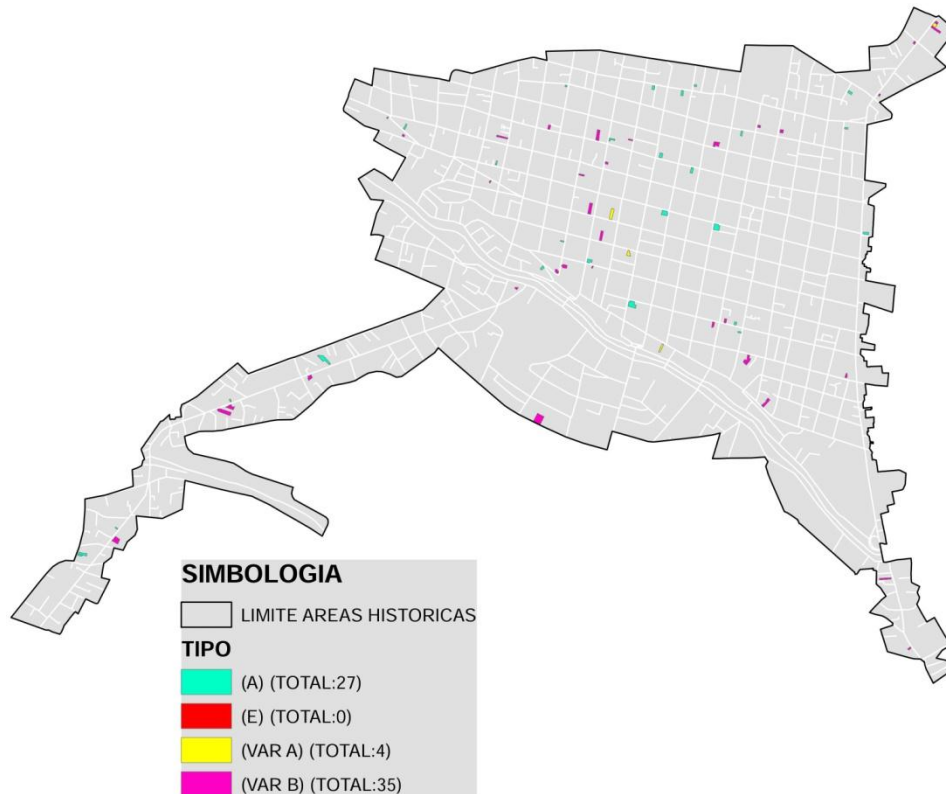 SIMBOLOGIA
LIMITE AREAS HISTORICAS
TIPO
(A) (TOTAL:27)
(E) (TOTAL:0)
(VAR A) (TOTAL:4)
(VAR B) (TOTAL:35)